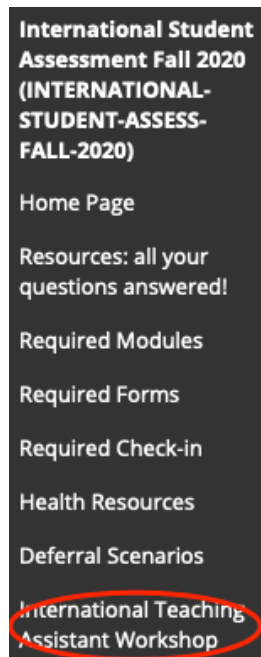 International Student
Assessment Fall 2020
(INTERNATIONAL-
STUDENT-ASSESS-
FALL-2020)
Home Page
Resources: all your
questions answered!
Required Modules
Required Forms
Required Check-in
Health Resources
Deferral Scenarios
International Teaching
Assistant Workshop